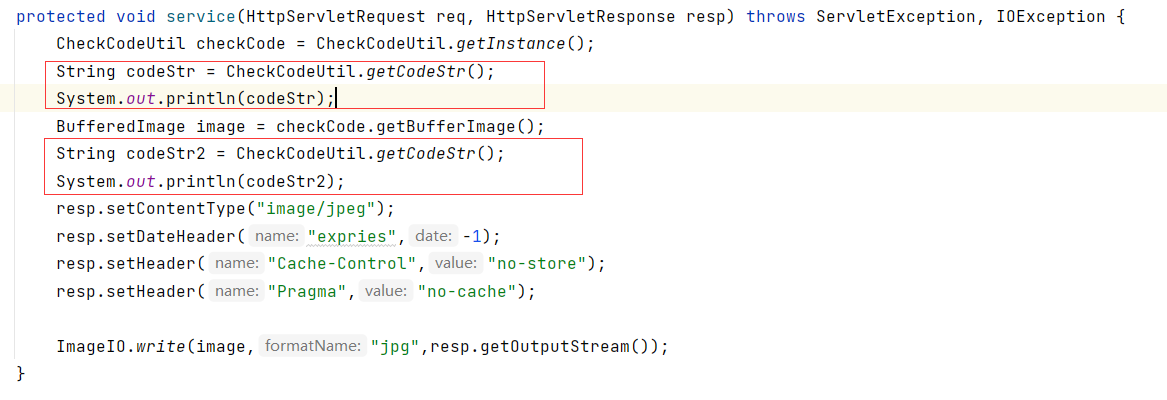 protected void service(HttpServletRequest req, HttpServletResponse resp) throws ServletException, IOException {
CheckCodeUtil checkCode = CheckCodeUtil.getInstance();
String codeStr = CheckCodeUtil.getCodeStr();
System.out.println(codeStr);
BufferedImage image = checkCode.getBufferImage();
String codeStr2 = CheckCodeUtil.getCodeStr();
System.out.println(codeStr2);
resp.setContentType("image/jpeg");
resp.setDateHeader( name: "expries", date: -1);
resp.setHeader( name: "Cache-Control", value: "no-store");
resp.setHeader( name: "Pragma", value: "no-cache");
ImageIO.write(image, formatName: "jpg",resp.getOutputStream());
}